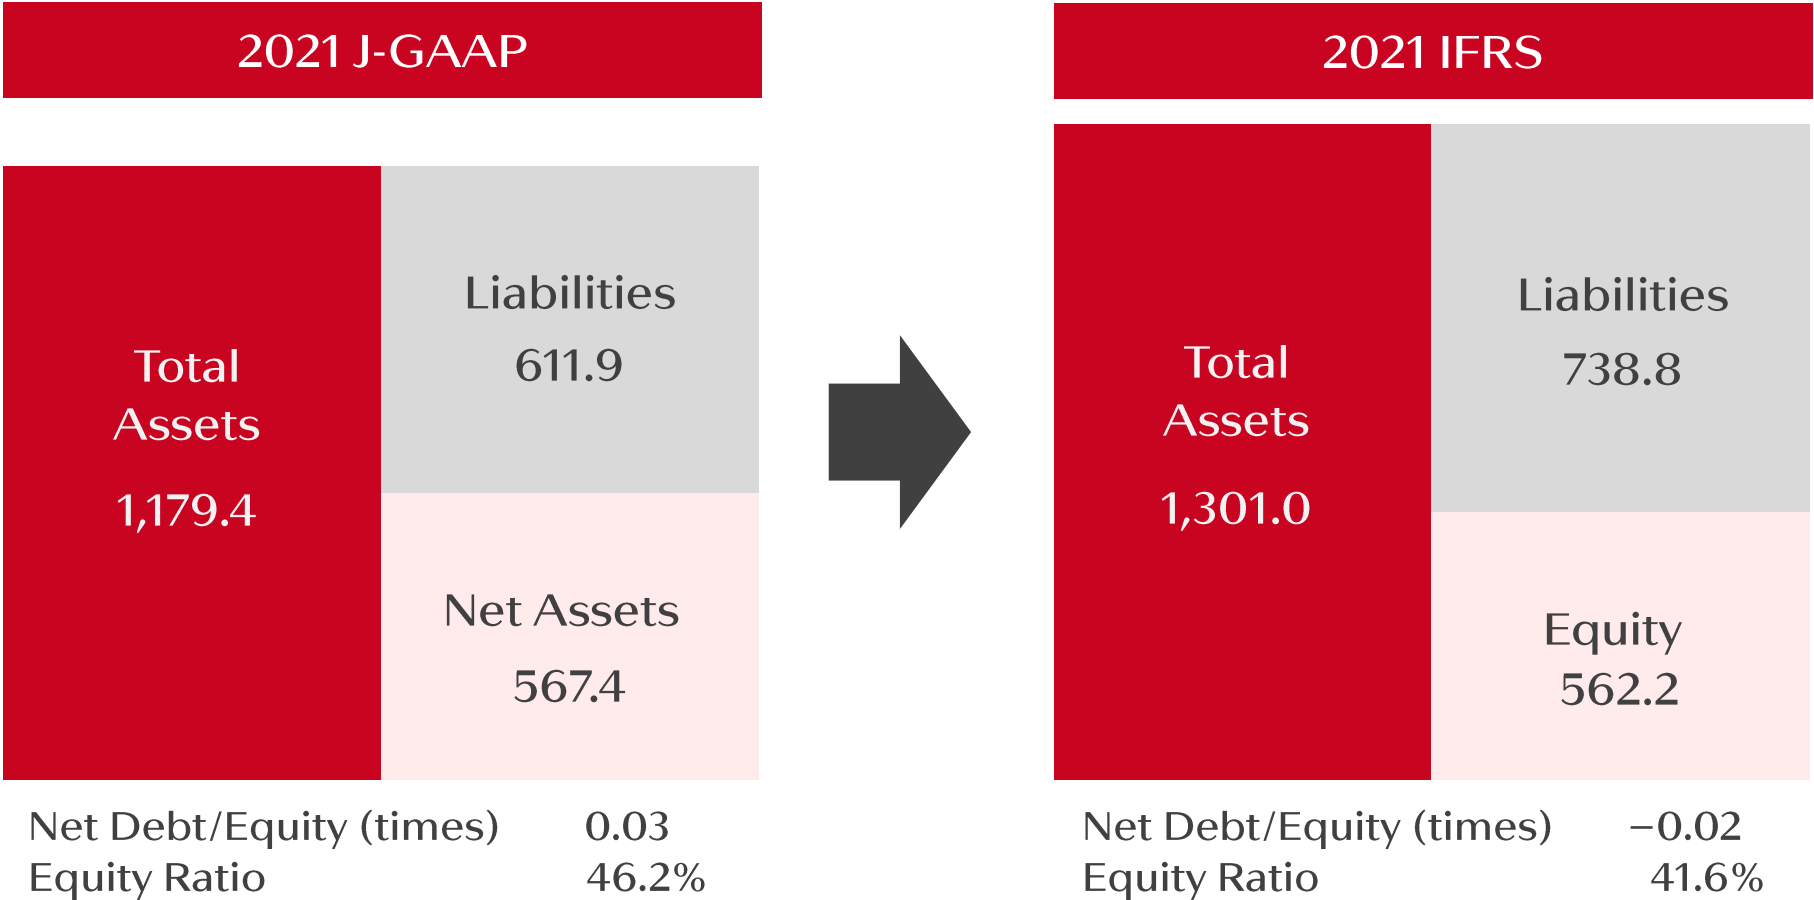 2021 J-GAAP
Total
Assets
1,179.4
Liabilities
611.9
Net Assets
567.4
Net Debt/Equity (times) 0.03
Equity Ratio 46.2%
2021 IFRS
Total
Assets
1,301.0
Liabilities
738.8
Equity
562.2
Net Debt/Equity (times) −0.02
Equity Ratio 41.6%